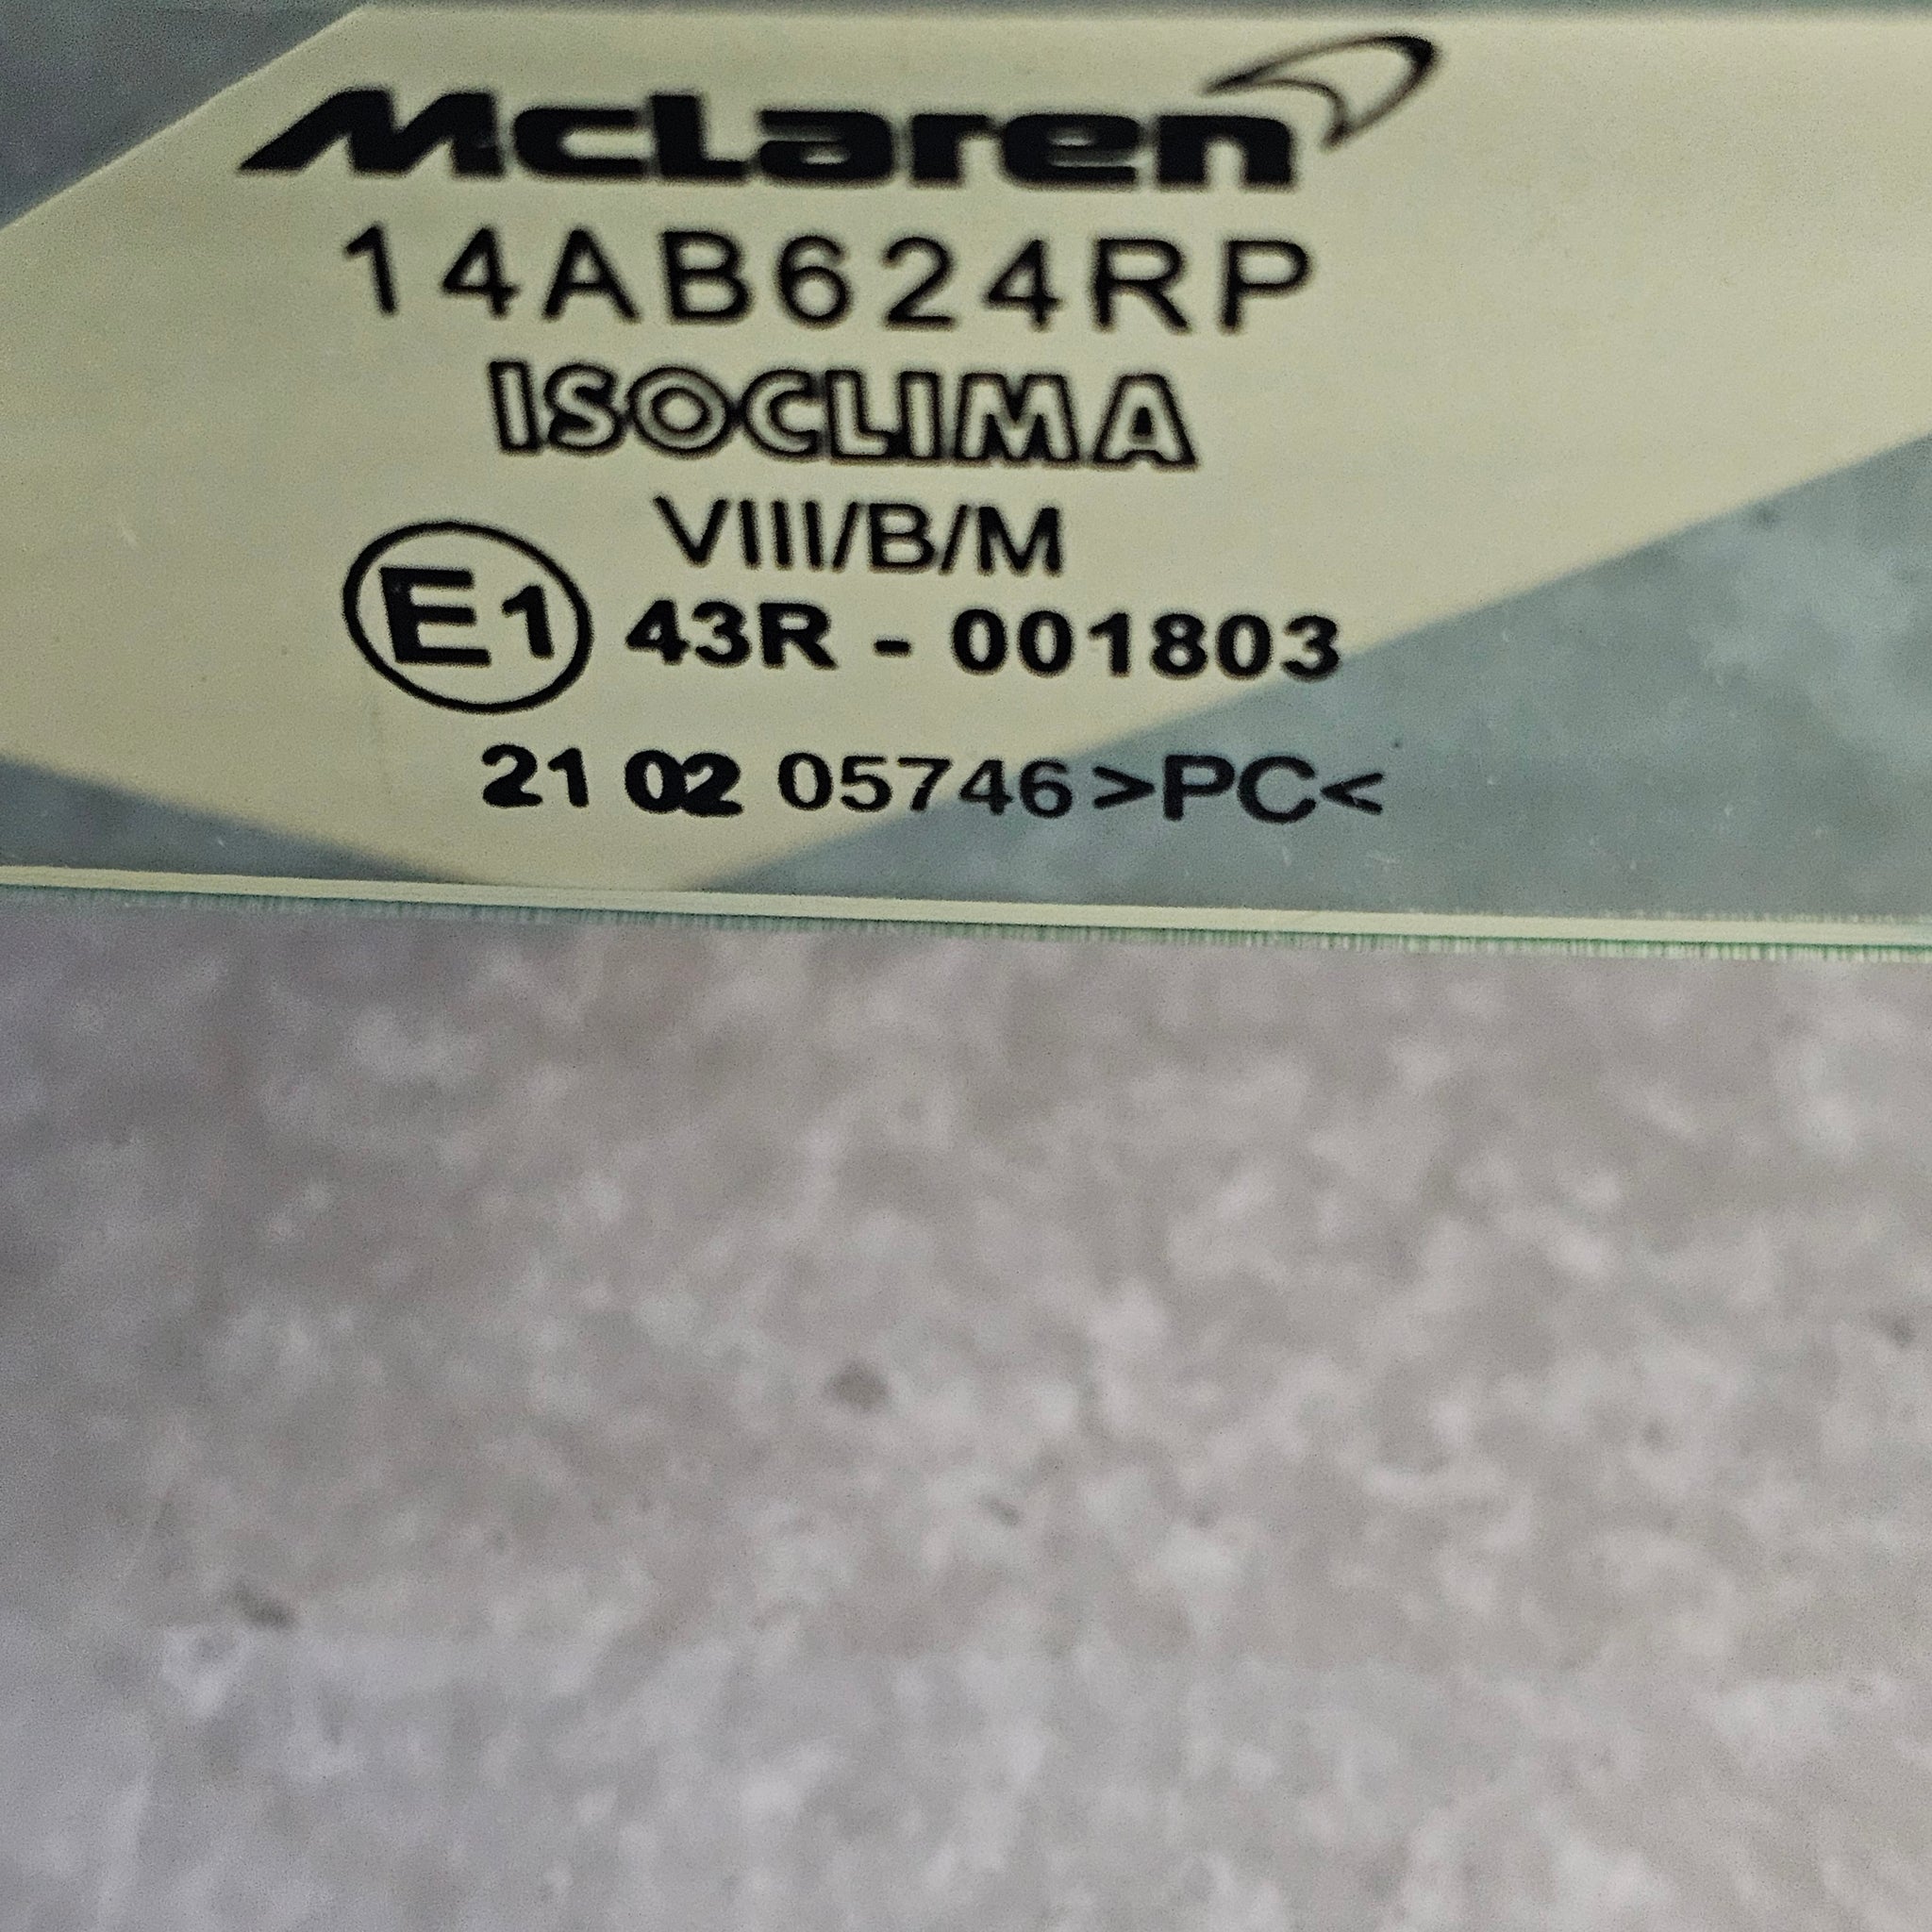 McLaren
14AB624RP
ISOCLIMA
VIII/B/M
E1 43R - 001803
21 02 05746>PC<